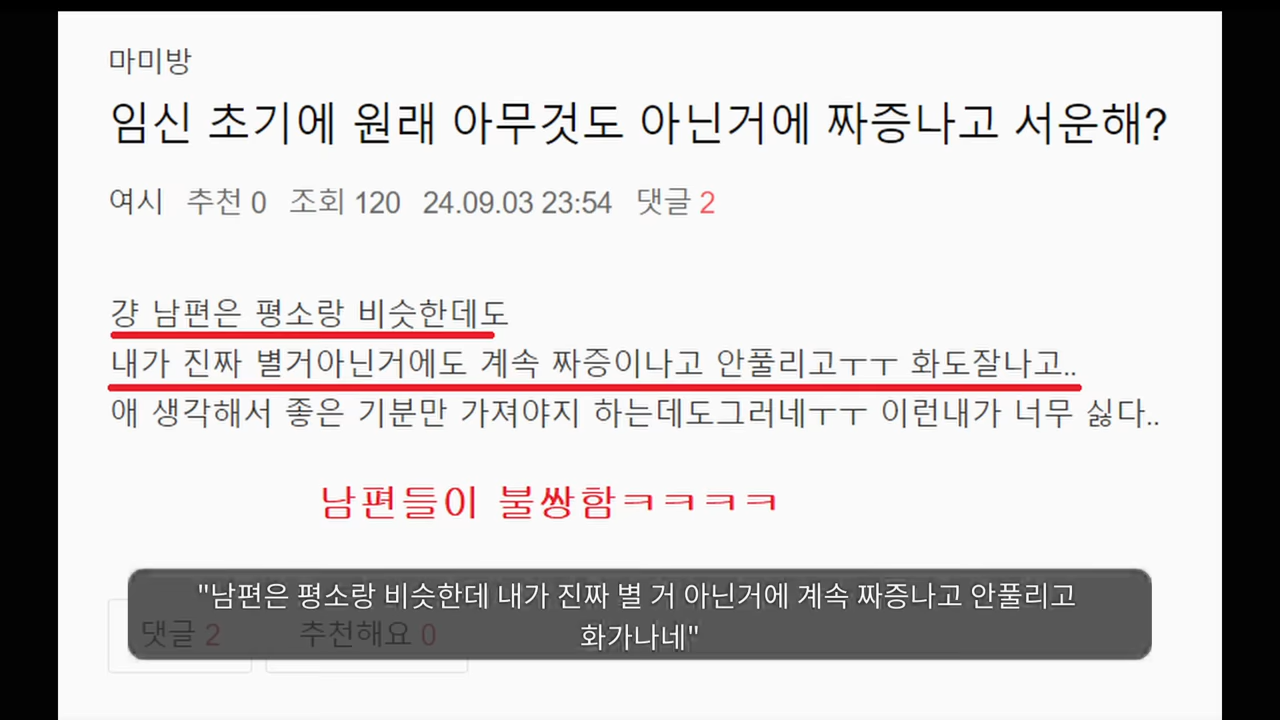 마미방
임신 초기에 원래 아무것도 아닌거에 짜증나고 서운해?
여시 추천 0 조회 120 24.09.03 23:54 댓글 2
걍 남편은 평소랑 비슷한데도
내가 진짜 별거아닌거에도 계속 짜증이나고 안풀리고ㅜㅜ 화도잘나고..
애 생각해서 좋은 기분만 가져야지 하는데도그러네ㅜㅜ 이런내가 너무 싫다..
남편들이 불쌍함ㅋㅋㅋㅋ
"남편은 평소랑 비슷한데 내가 진짜 별 거 아닌거에 계속 짜증나고 안풀리고
화가나네"
댓글 2 추천해요 0